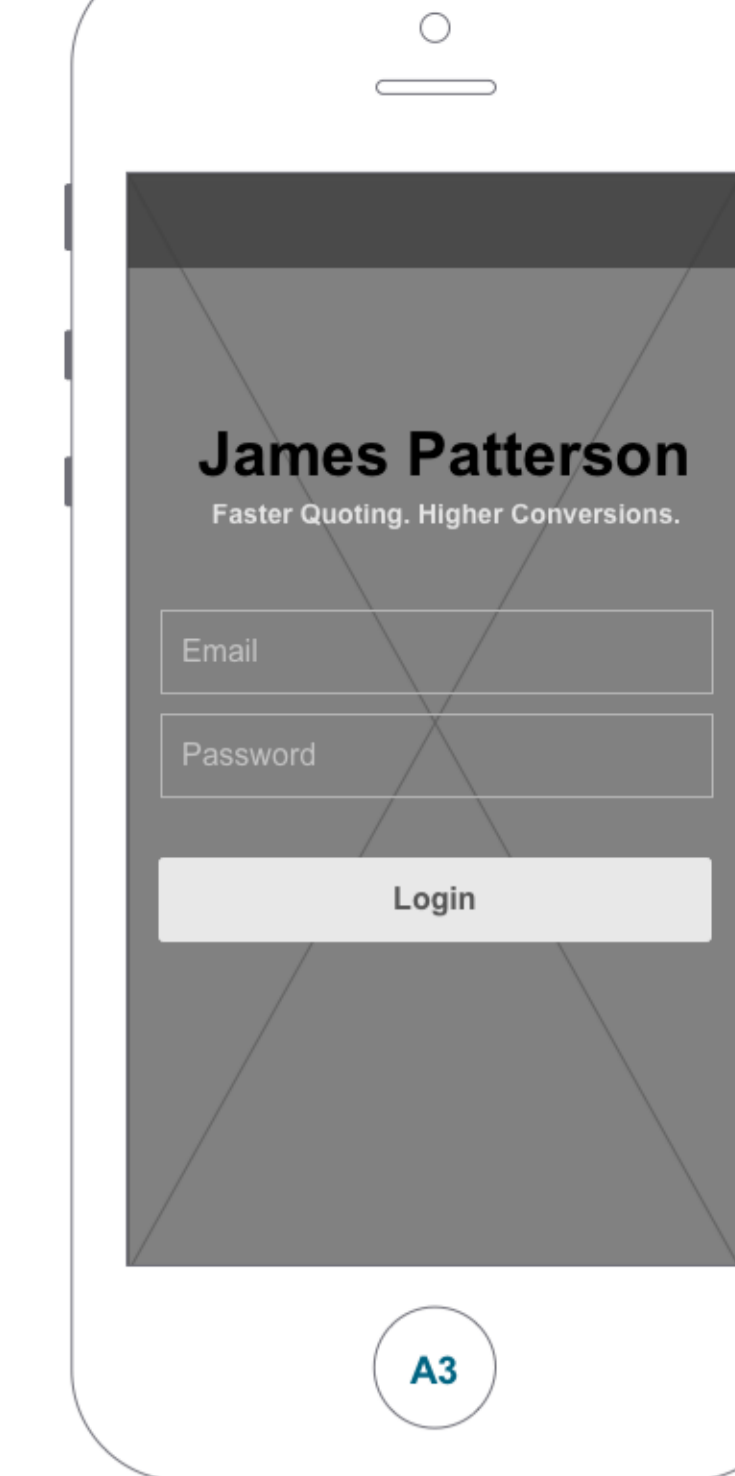 James Patterson
Faster Quoting. Higher Conversions.
Email
Password
Login
A3